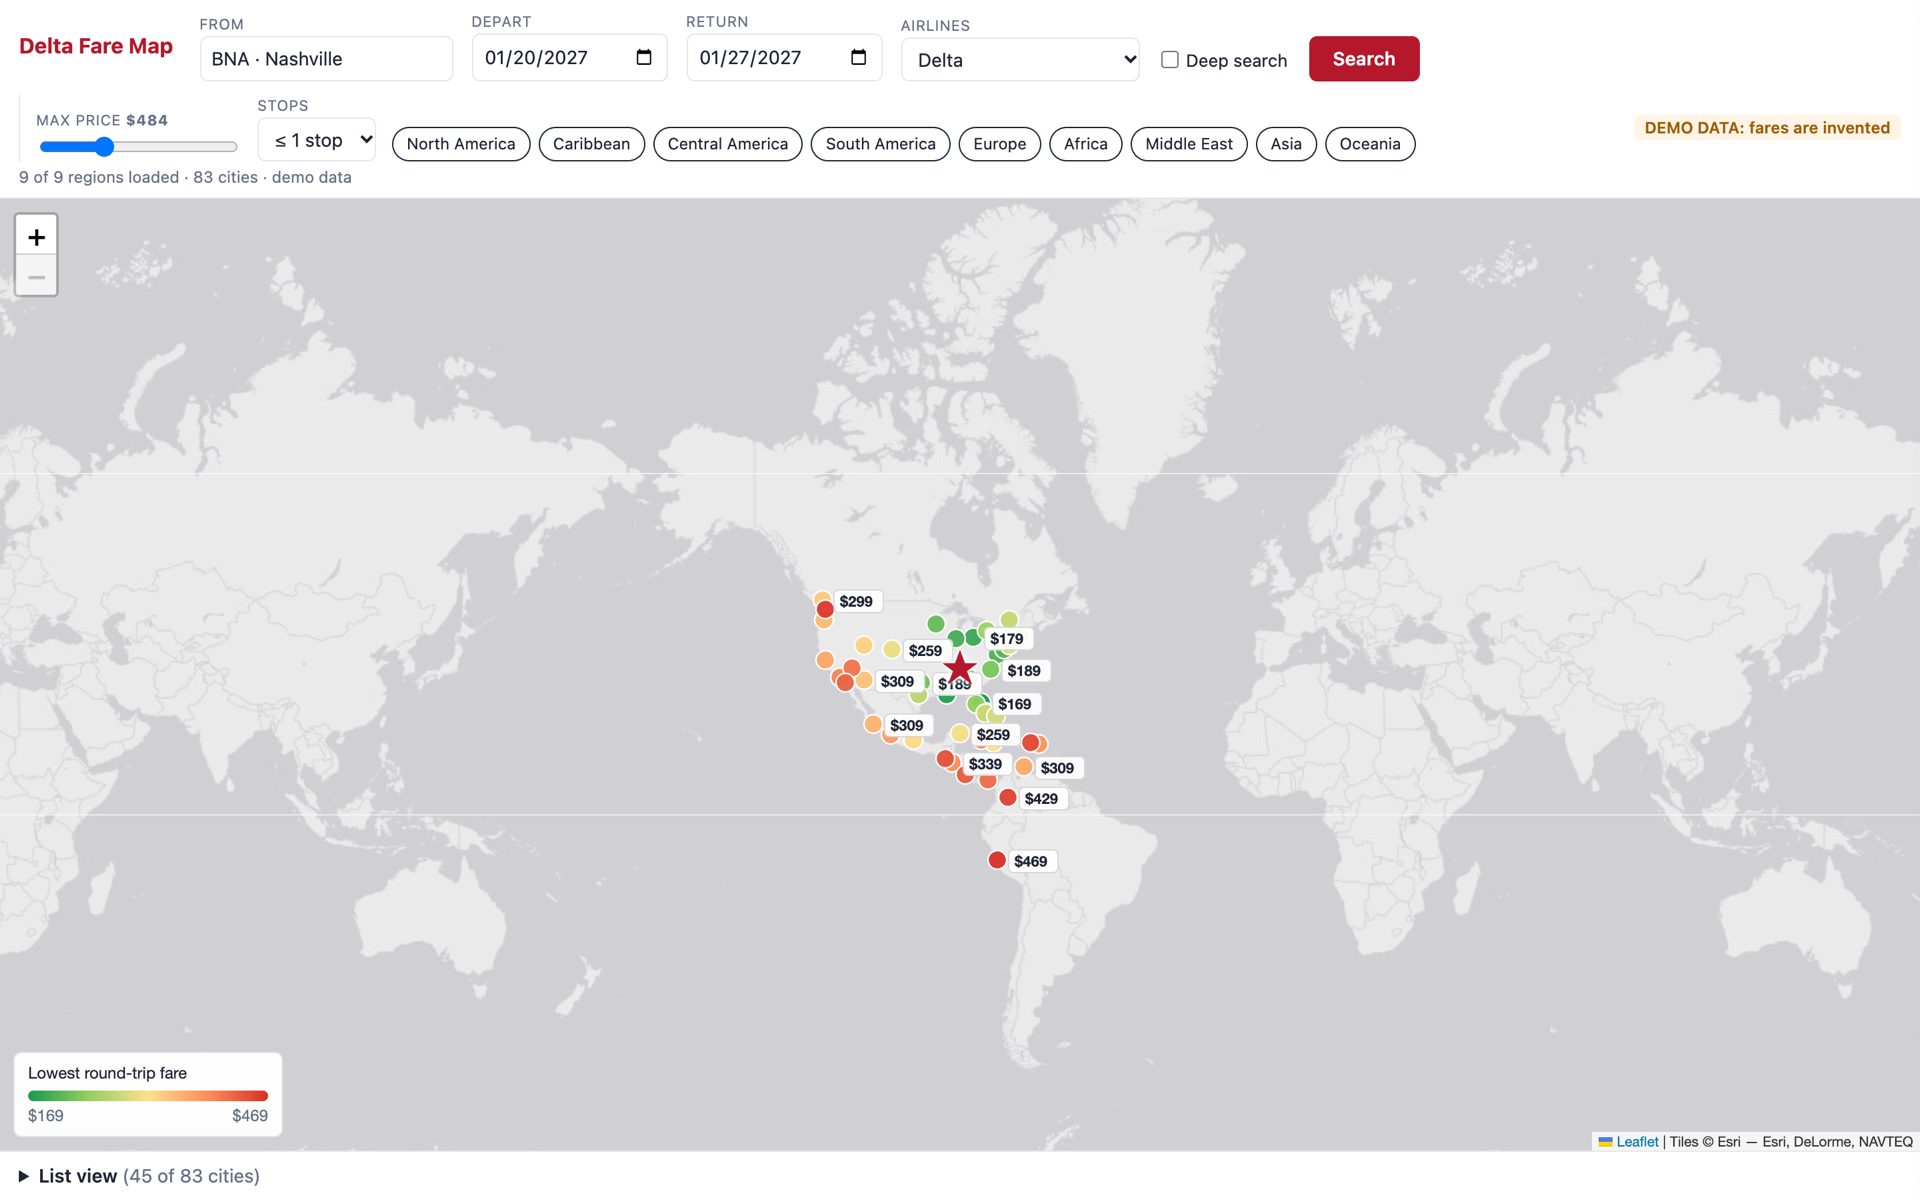 Delta Fare Map
FROM
BNA · Nashville
DEPART
01/20/2027
RETURN
01/27/2027
AIRLINES
Delta
Deep search
Search
MAX PRICE $484
STOPS
≤ 1 stop
North America
Caribbean
Central America
South America
Europe
Africa
Middle East
Asia
Oceania
DEMO DATA: fares are invented
9 of 9 regions loaded · 83 cities · demo data
+
−
$299
$179
$259
$189
$309
$189
$169
$309
$259
$339
$309
$429
$469
Lowest round-trip fare
$169 $469
Leaflet | Tiles © Esri — Esri, DeLorme, NAVTEQ
List view (45 of 83 cities)